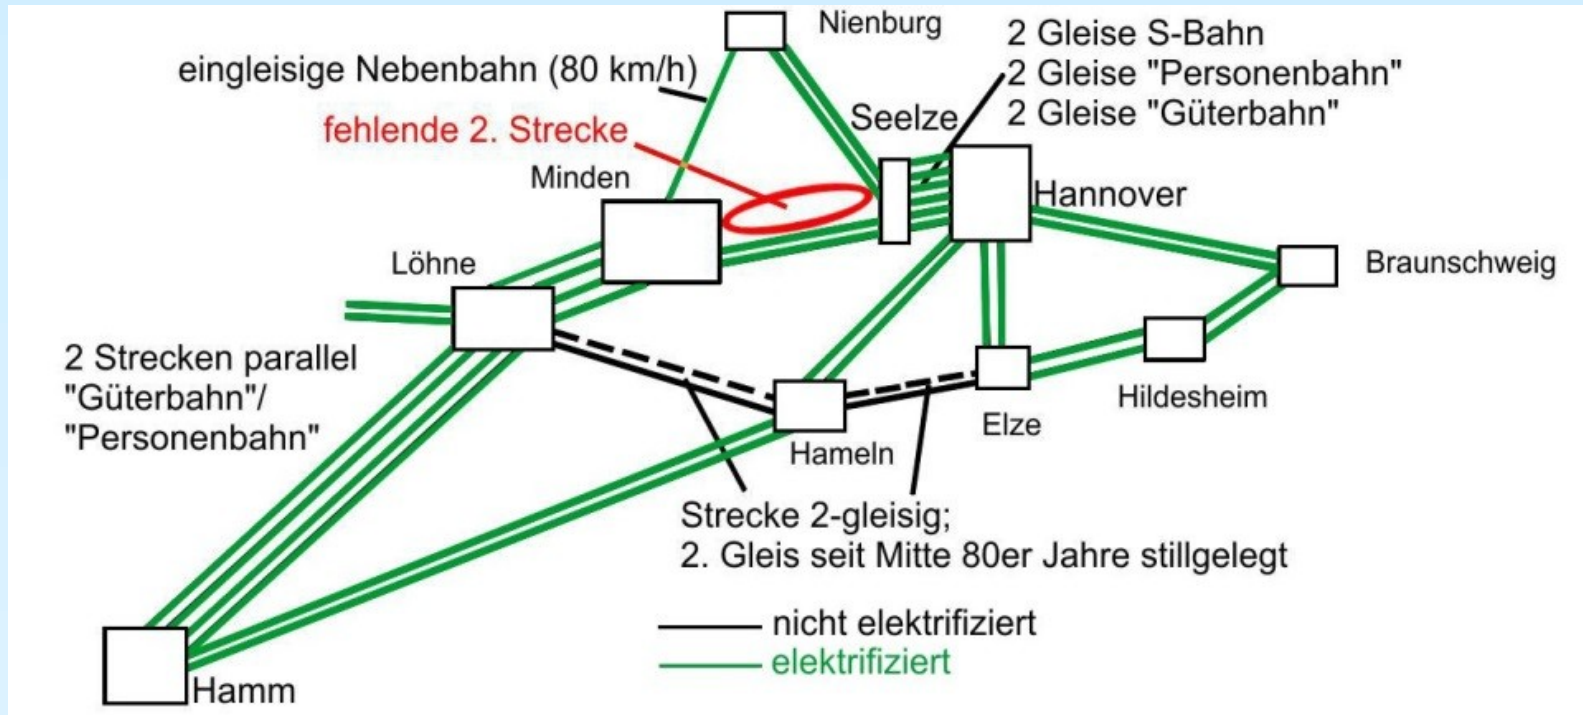 Nienburg
2 Gleise S-Bahn
2 Gleise "Personenbahn"
2 Gleise "Güterbahn"
eingleisige Nebenbahn (80 km/h)
fehlende 2. Strecke
Seelze
Minden
Hannover
Löhne
Braunschweig
2 Strecken parallel
"Güterbahn"/
"Personenbahn"
Hildesheim
Elze
Hameln
Strecke 2-gleisig;
2. Gleis seit Mitte 80er Jahre stillgelegt
nicht elektrifiziert
elektrifiziert
Hamm